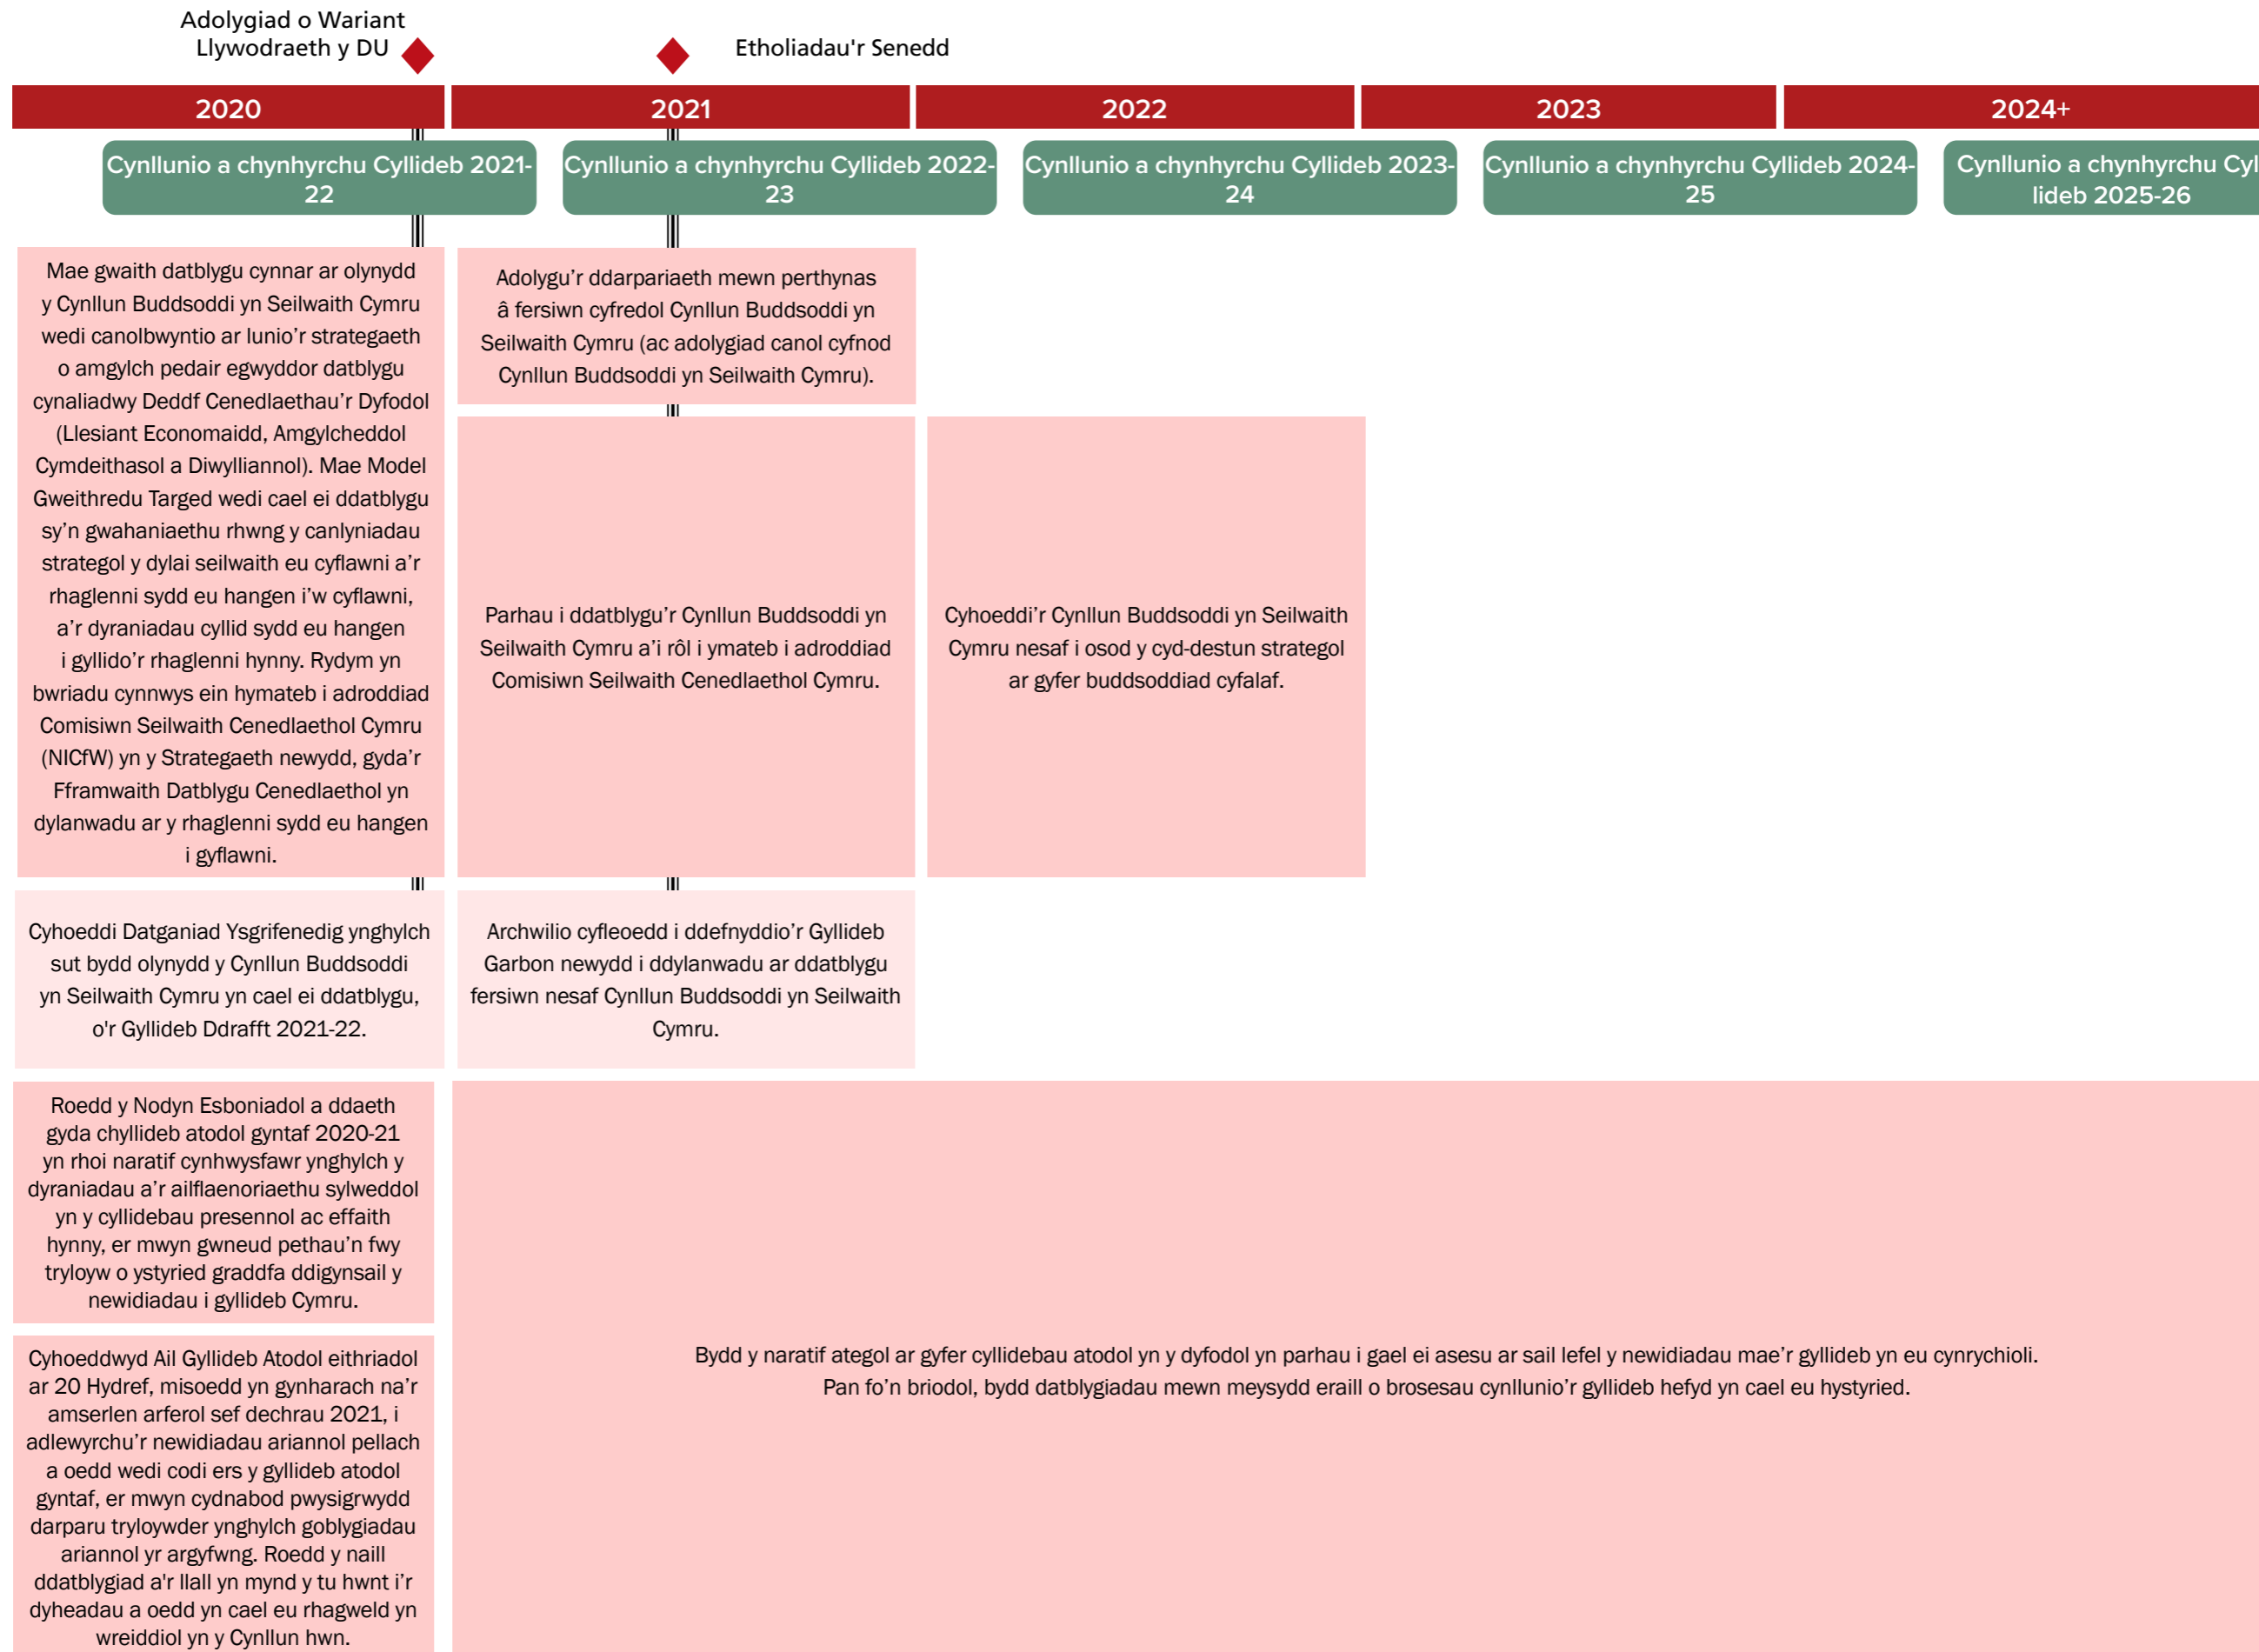 Adolygiad o Wariant
Llywodraeth y DU
Etholiadau'r Senedd
2020
2021
2022
2023
2024+
Cynllunio a chynhyrchu Cyllideb 2021-
22
Cynllunio a chynhyrchu Cyllideb 2022-
23
Cynllunio a chynhyrchu Cyllideb 2023-
24
Cynllunio a chynhyrchu Cyllideb 2024-
25
Cynllunio a chynhyrchu Cyl
lideb 2025-26
Mae gwaith datblygu cynnar ar olynydd
y Cynllun Buddsoddi yn Seilwaith Cymru
wedi canolbwyntio ar lunio’r strategaeth
o amgylch pedair egwyddor datblygu
cynaliadwy Deddf Cenedlaethau’r Dyfodol
(Llesiant Economaidd, Amgylcheddol
Cymdeithasol a Diwylliannol). Mae Model
Gweithredu Targed wedi cael ei ddatblygu
sy’n gwahaniaethu rhwng y canlyniadau
strategol y dylai seilwaith eu cyflawni a’r
rhaglenni sydd eu hangen i’w cyflawni,
a’r dyraniadau cyllid sydd eu hangen
i gyllido’r rhaglenni hynny. Rydym yn
bwriadu cynnwys ein hymateb i adroddiad
Comisiwn Seilwaith Cenedlaethol Cymru
(NICfW) yn y Strategaeth newydd, gyda’r
Fframwaith Datblygu Cenedlaethol yn
dylanwadu ar y rhaglenni sydd eu hangen
i gyflawni.
Adolygu’r ddarpariaeth mewn perthynas
â fersiwn cyfredol Cynllun Buddsoddi yn
Seilwaith Cymru (ac adolygiad canol cyfnod
Cynllun Buddsoddi yn Seilwaith Cymru).
Parhau i ddatblygu’r Cynllun Buddsoddi yn
Seilwaith Cymru a’i rôl i ymateb i adroddiad
Comisiwn Seilwaith Cenedlaethol Cymru.
Cyhoeddi’r Cynllun Buddsoddi yn Seilwaith
Cymru nesaf i osod y cyd-destun strategol
ar gyfer buddsoddiad cyfalaf.
Cyhoeddi Datganiad Ysgrifenedig ynghylch
sut bydd olynydd y Cynllun Buddsoddi
yn Seilwaith Cymru yn cael ei ddatblygu,
o'r Gyllideb Ddrafft 2021-22.
Archwilio cyfleoedd i ddefnyddio’r Gyllideb
Garbon newydd i ddylanwadu ar ddatblygu
fersiwn nesaf Cynllun Buddsoddi yn Seilwaith
Cymru.
Roedd y Nodyn Esboniadol a ddaeth
gyda chyllideb atodol gyntaf 2020-21
yn rhoi naratif cynhwysfawr ynghylch y
dyraniadau a’r ailflaenoriaethu sylweddol
yn y cyllidebau presennol ac effaith
hynny, er mwyn gwneud pethau’n fwy
tryloyw o ystyried graddfa ddigynsail y
newidiadau i gyllideb Cymru.
Cyhoeddwyd Ail Gyllideb Atodol eithriadol
ar 20 Hydref, misoedd yn gynharach na’r
amserlen arferol sef dechrau 2021, i
adlewyrchu’r newidiadau ariannol pellach
a oedd wedi codi ers y gyllideb atodol
gyntaf, er mwyn cydnabod pwysigrwydd
darparu tryloywder ynghylch goblygiadau
ariannol yr argyfwng. Roedd y naill
ddatblygiad a'r llall yn mynd y tu hwnt i’r
dyheadau a oedd yn cael eu rhagweld yn
wreiddiol yn y Cynllun hwn.
Bydd y naratif ategol ar gyfer cyllidebau atodol yn y dyfodol yn parhau i gael ei asesu ar sail lefel y newidiadau mae’r gyllideb yn eu cynrychioli.
Pan fo’n briodol, bydd datblygiadau mewn meysydd eraill o brosesau cynllunio’r gyllideb hefyd yn cael eu hystyried.